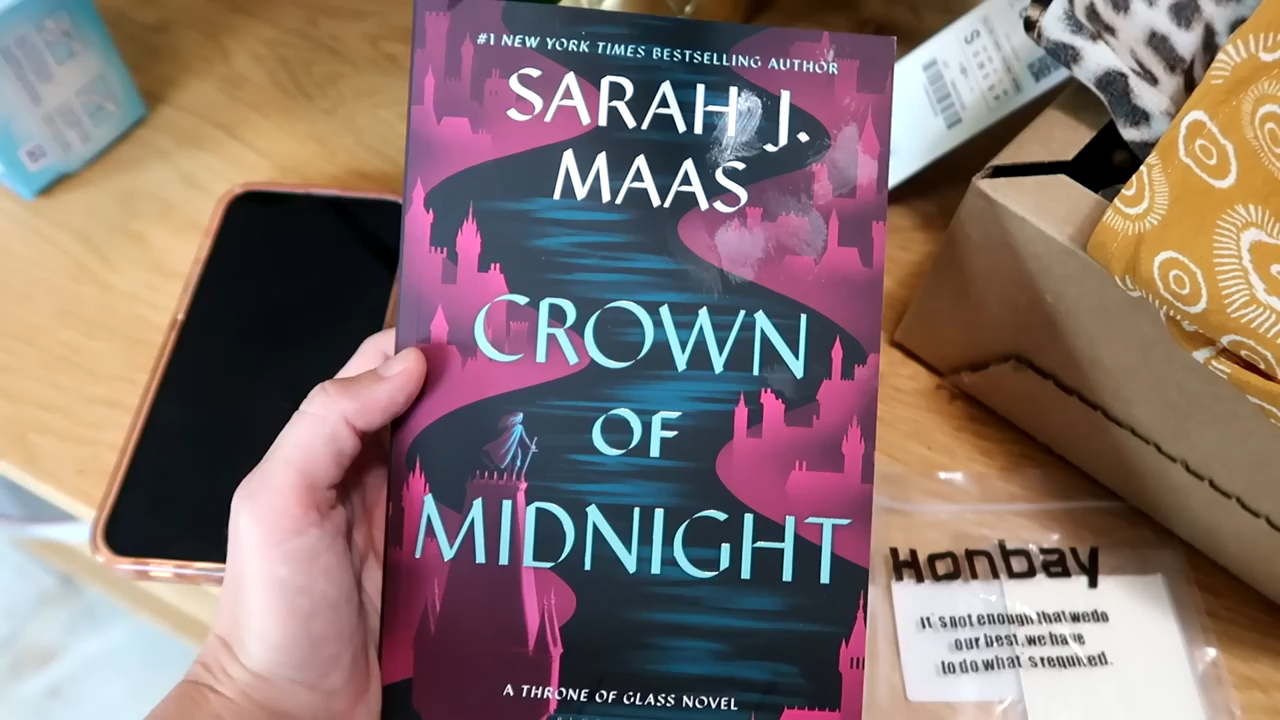 #1 NEW YORK TIMES BESTSELLING AUTHOR
SARAH J.
MAAS
CROWN
OF
MIDNIGHT
A THRONE OF GLASS NOVEL
Honbay
It's not enough that wedo
our best,we have
to do what's required.
S